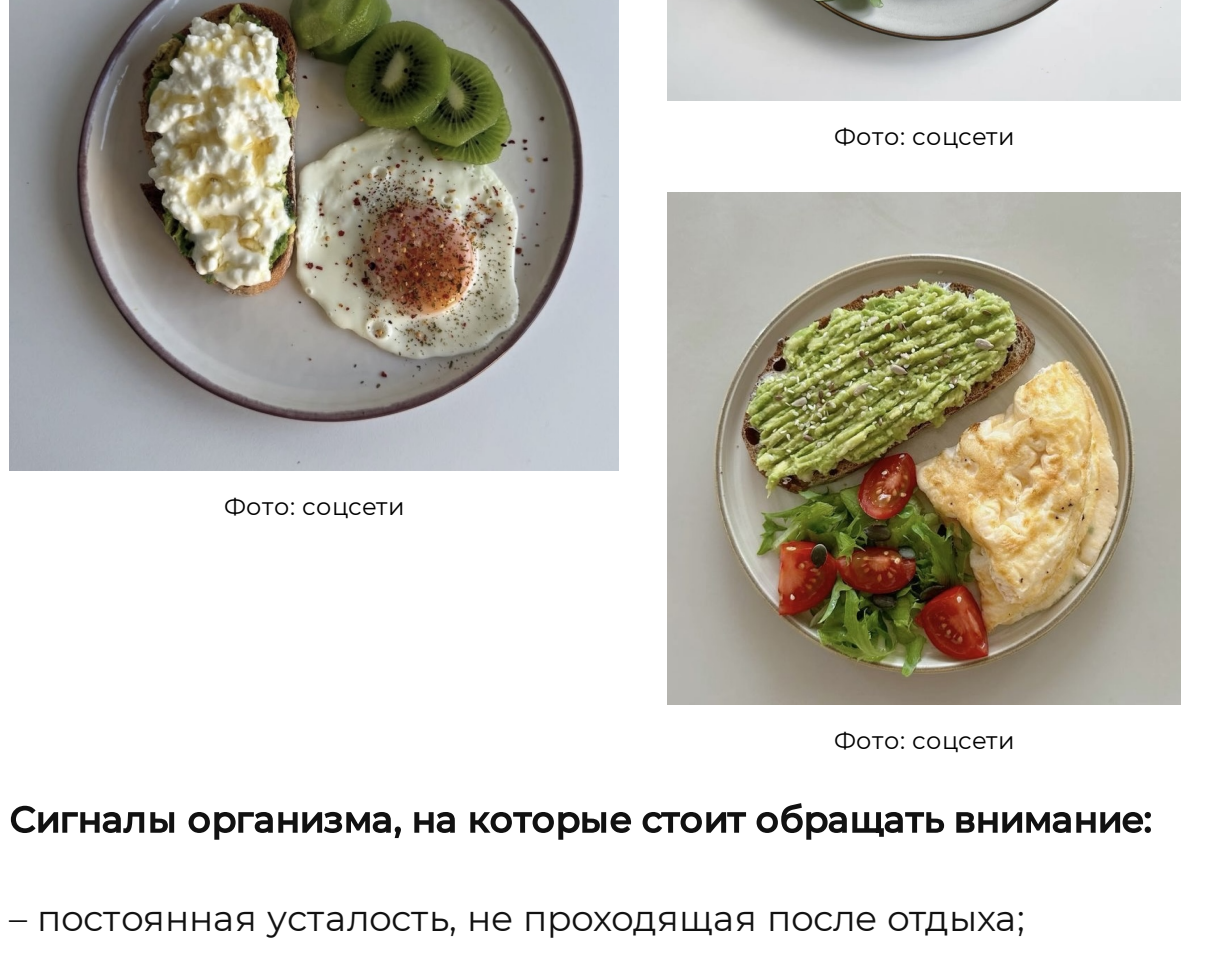 Фото: соцсети
Фото: соцсети
Фото: соцсети
Сигналы организма, на которые стоит обращать внимание:
– постоянная усталость, не проходящая после отдыха;